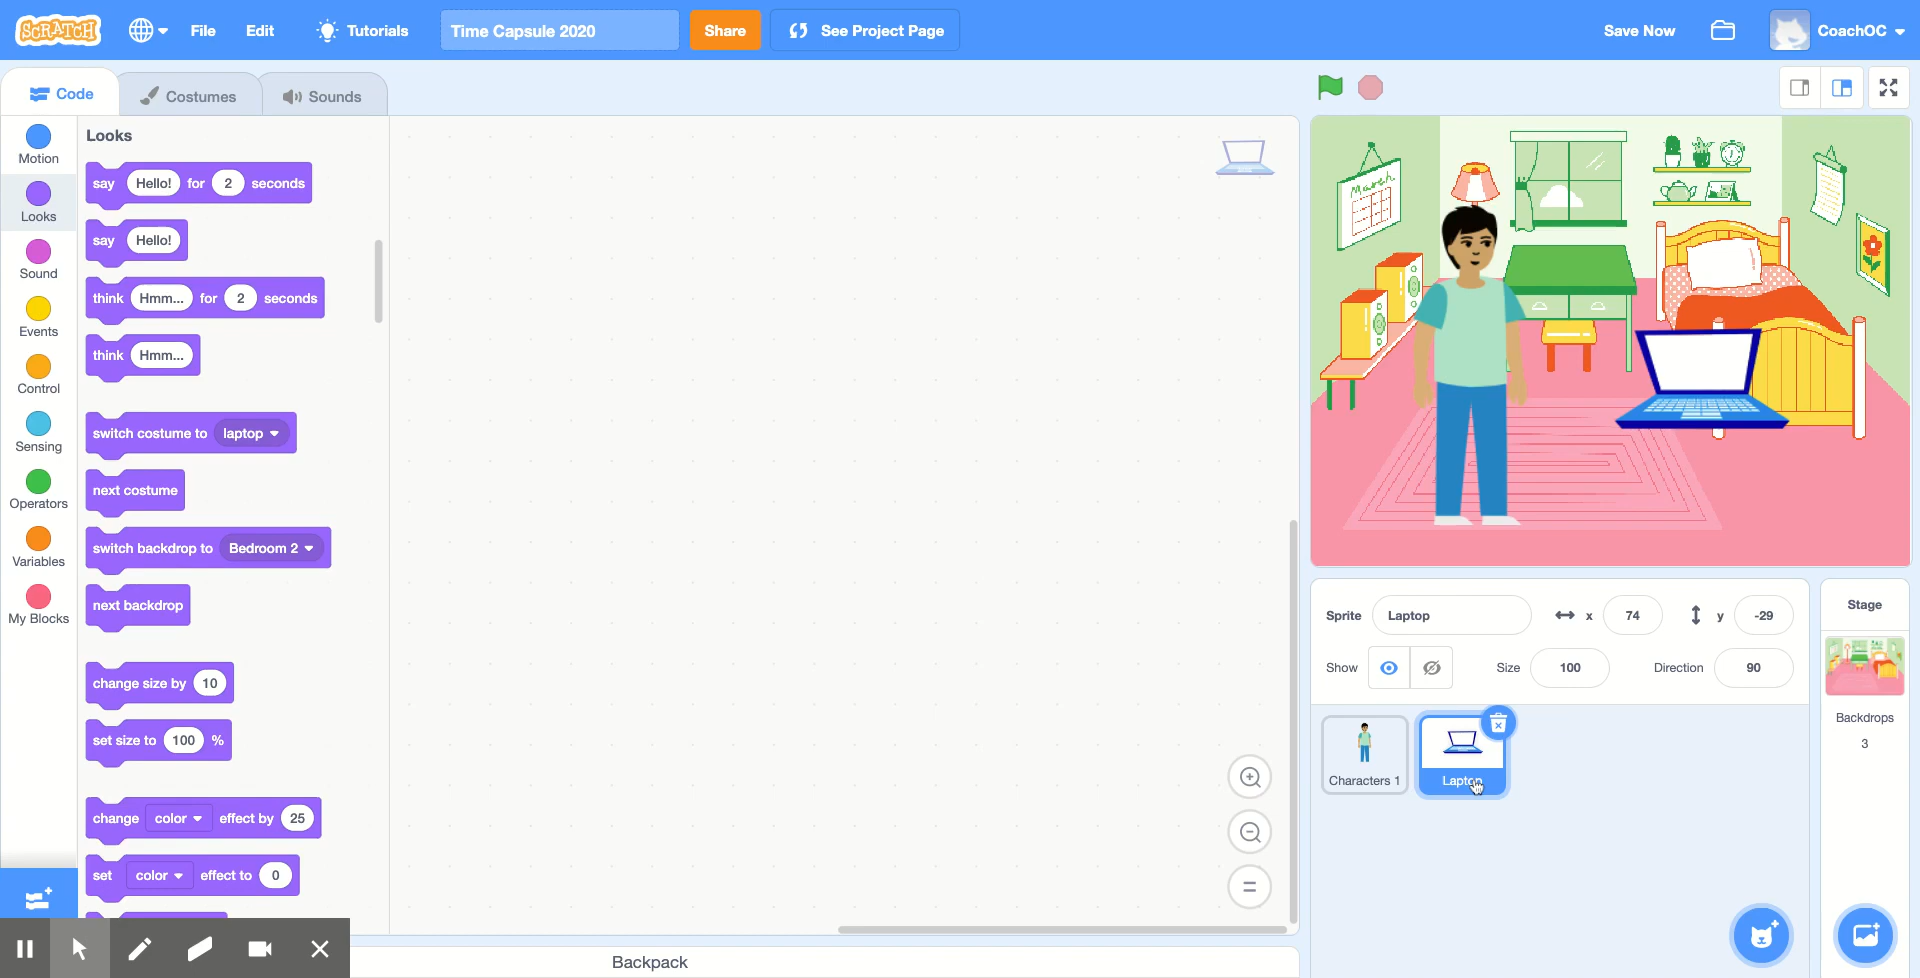 SCRATCH File Edit Tutorials Time Capsule 2020 Share See Project Page Save Now CoachOC
Code Costumes Sounds
Motion
Looks
Sound
Events
Control
Sensing
Operators
Variables
My Blocks
Looks
say Hello! for 2 seconds
say Hello!
think Hmm... for 2 seconds
think Hmm...
switch costume to laptop
next costume
switch backdrop to Bedroom 2
next backdrop
change size by 10
set size to 100 %
change color effect by 25
set color effect to 0
Backpack
March
Sprite Laptop x 74 y -29
Show Size 100 Direction 90
Characters 1
Laptop
Stage
Backdrops
3